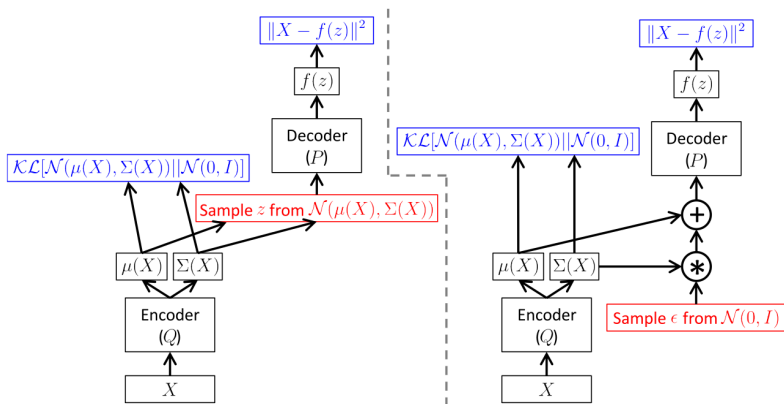 ‖X − f(z)‖²
f(z)
Decoder
(P)
𝒦ℒ[𝒩(μ(X), Σ(X))||𝒩(0, I)]
Sample z from 𝒩(μ(X), Σ(X))
μ(X)
Σ(X)
Encoder
(Q)
X
‖X − f(z)‖²
f(z)
Decoder
(P)
𝒦ℒ[𝒩(μ(X), Σ(X))||𝒩(0, I)]
+
μ(X)
Σ(X)
*
Encoder
(Q)
Sample ϵ from 𝒩(0, I)
X